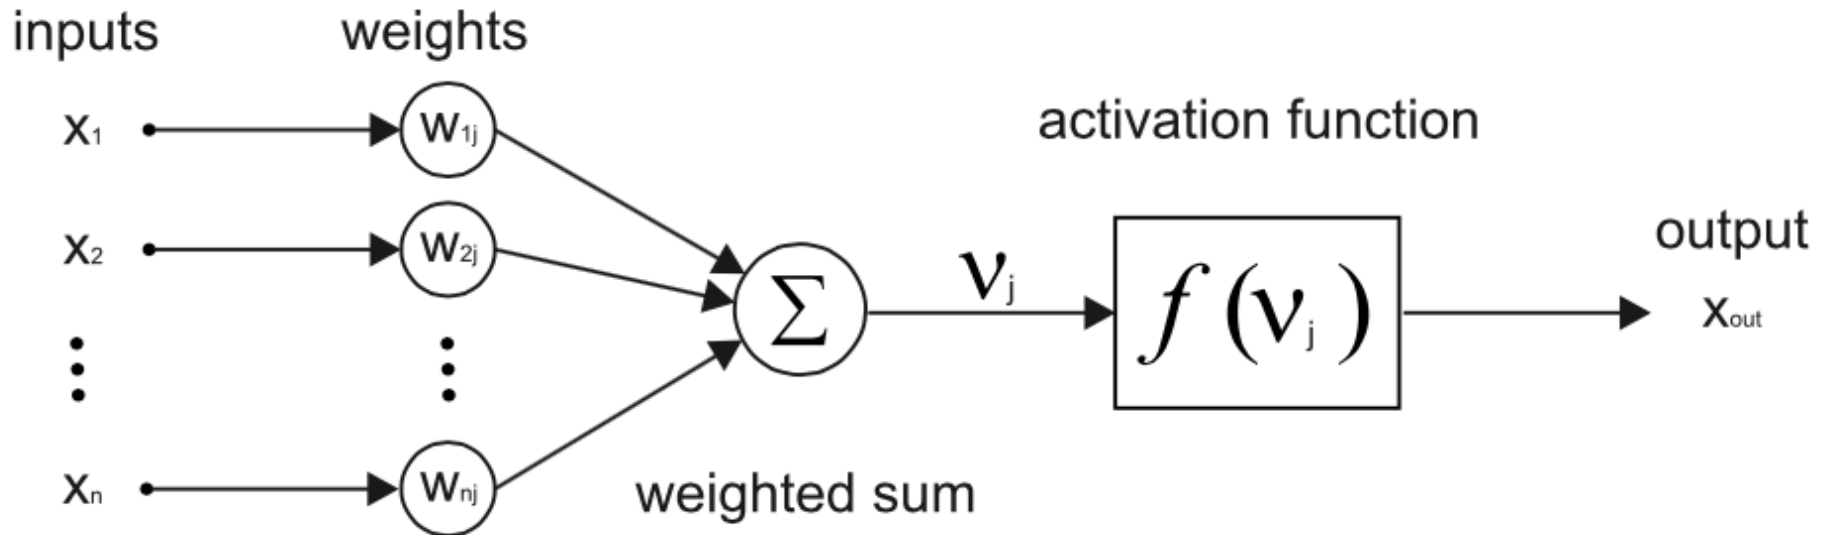 inputs
weights
x1
w1j
activation function
x2
w2j
output
νj
Σ
f(νj)
xout
xn
wnj
weighted sum